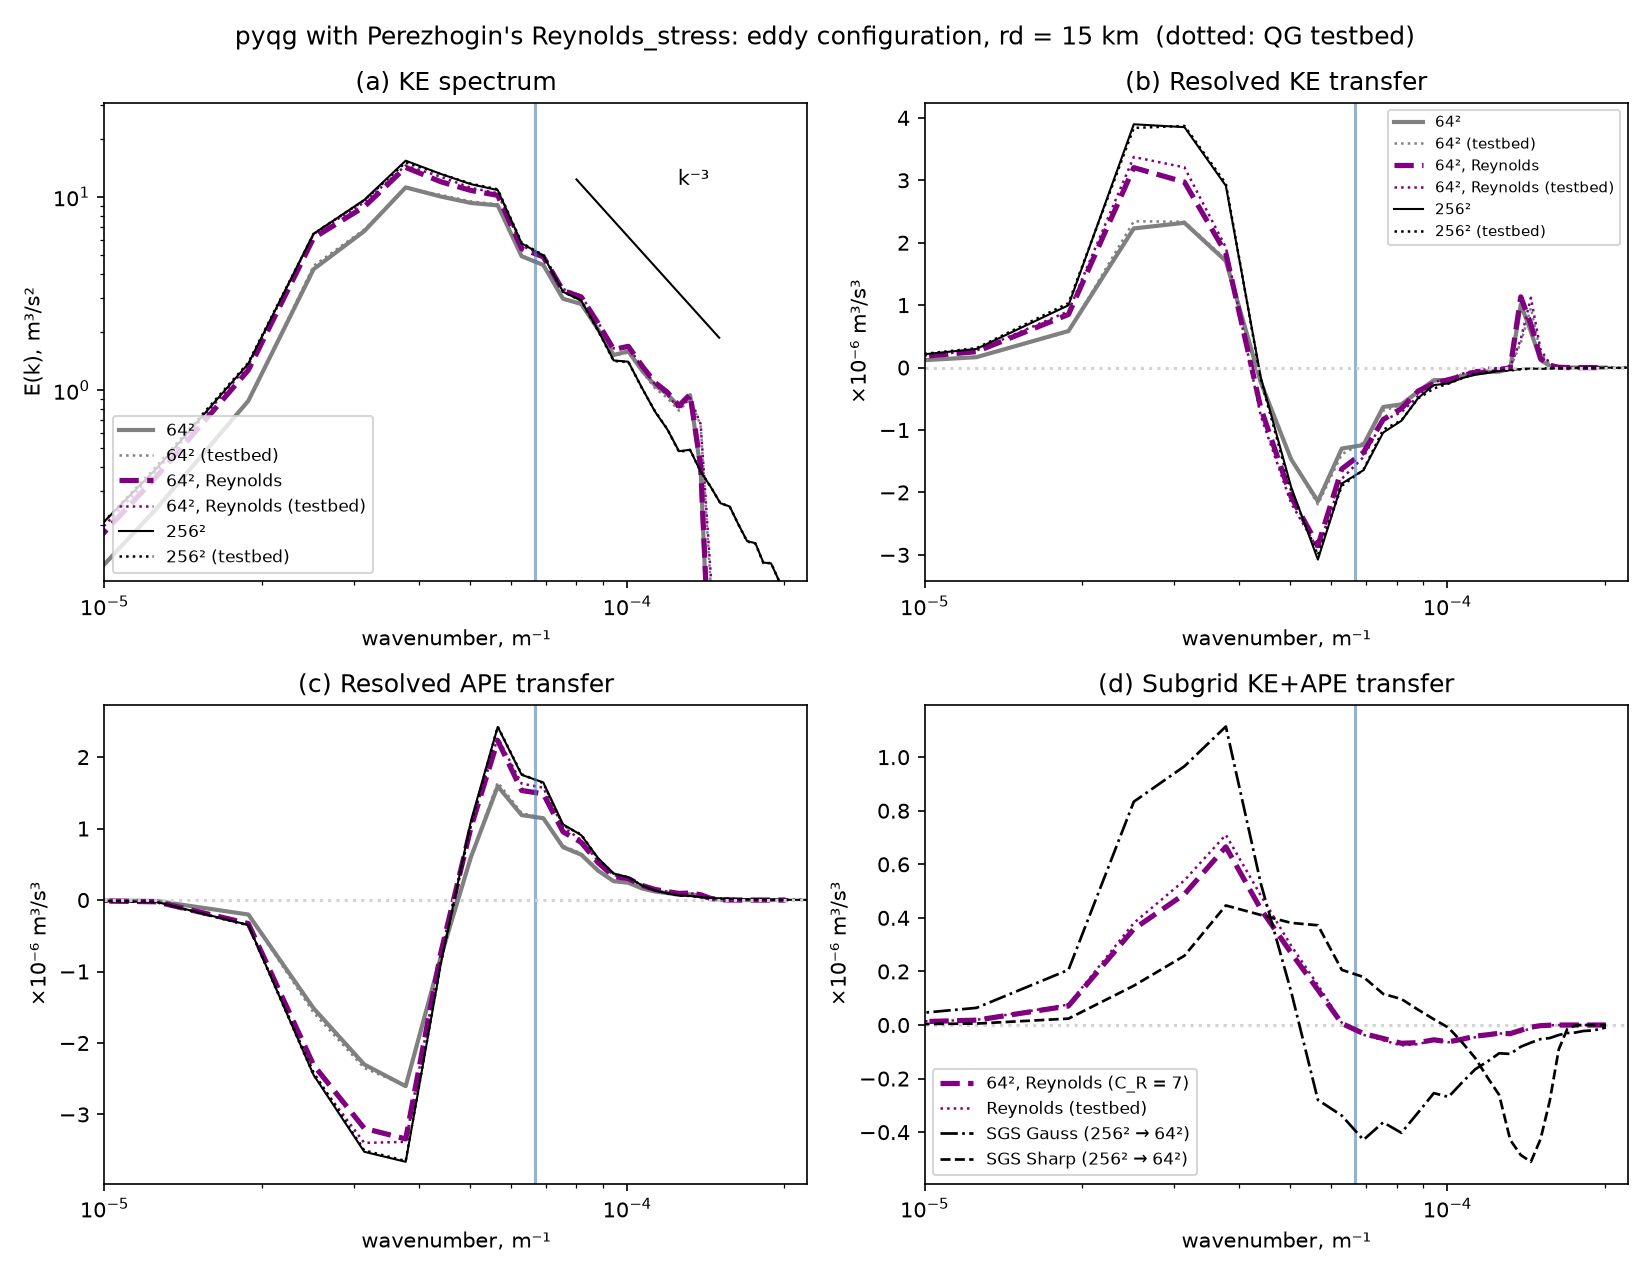 pyqg with Perezhogin's Reynolds_stress: eddy configuration, rd = 15 km  (dotted: QG testbed)
(a) KE spectrum
E(k), m³/s²
10¹
10⁰
k⁻³
64²
64² (testbed)
64², Reynolds
64², Reynolds (testbed)
256²
256² (testbed)
10⁻⁵
10⁻⁴
wavenumber, m⁻¹
(b) Resolved KE transfer
×10⁻⁶ m³/s³
4
3
2
1
0
−1
−2
−3
64²
64² (testbed)
64², Reynolds
64², Reynolds (testbed)
256²
256² (testbed)
10⁻⁵
10⁻⁴
wavenumber, m⁻¹
(c) Resolved APE transfer
×10⁻⁶ m³/s³
2
1
0
−1
−2
−3
10⁻⁵
10⁻⁴
wavenumber, m⁻¹
(d) Subgrid KE+APE transfer
×10⁻⁶ m³/s³
1.0
0.8
0.6
0.4
0.2
0.0
−0.2
−0.4
64², Reynolds (C_R = 7)
Reynolds (testbed)
SGS Gauss (256² → 64²)
SGS Sharp (256² → 64²)
10⁻⁵
10⁻⁴
wavenumber, m⁻¹